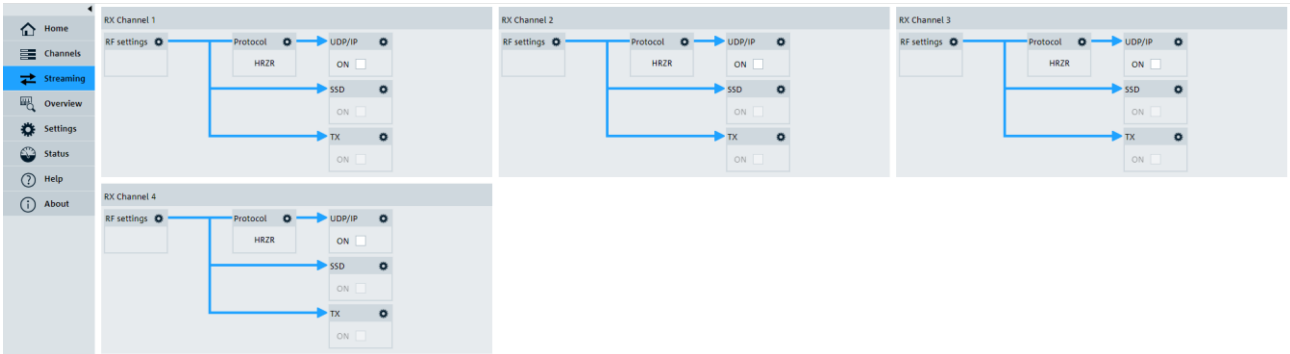 Home
Channels
Streaming
Overview
Settings
Status
Help
About
RX Channel 1
RF settings Protocol UDP/IP
HRZR ON
SSD
ON
TX
ON
RX Channel 2
RF settings Protocol UDP/IP
HRZR ON
SSD
ON
TX
ON
RX Channel 3
RF settings Protocol UDP/IP
HRZR ON
SSD
ON
TX
ON
RX Channel 4
RF settings Protocol UDP/IP
HRZR ON
SSD
ON
TX
ON